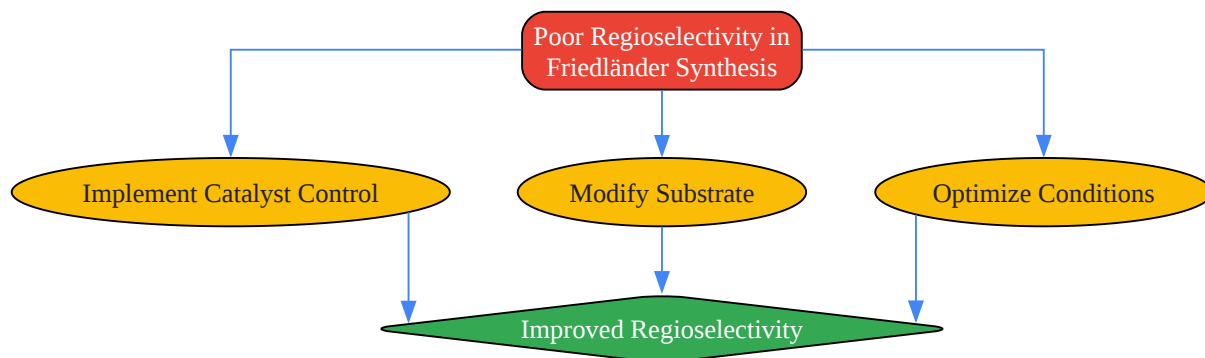 Poor Regioselectivity in
Friedländer Synthesis
Implement Catalyst Control
Modify Substrate
Optimize Conditions
Improved Regioselectivity